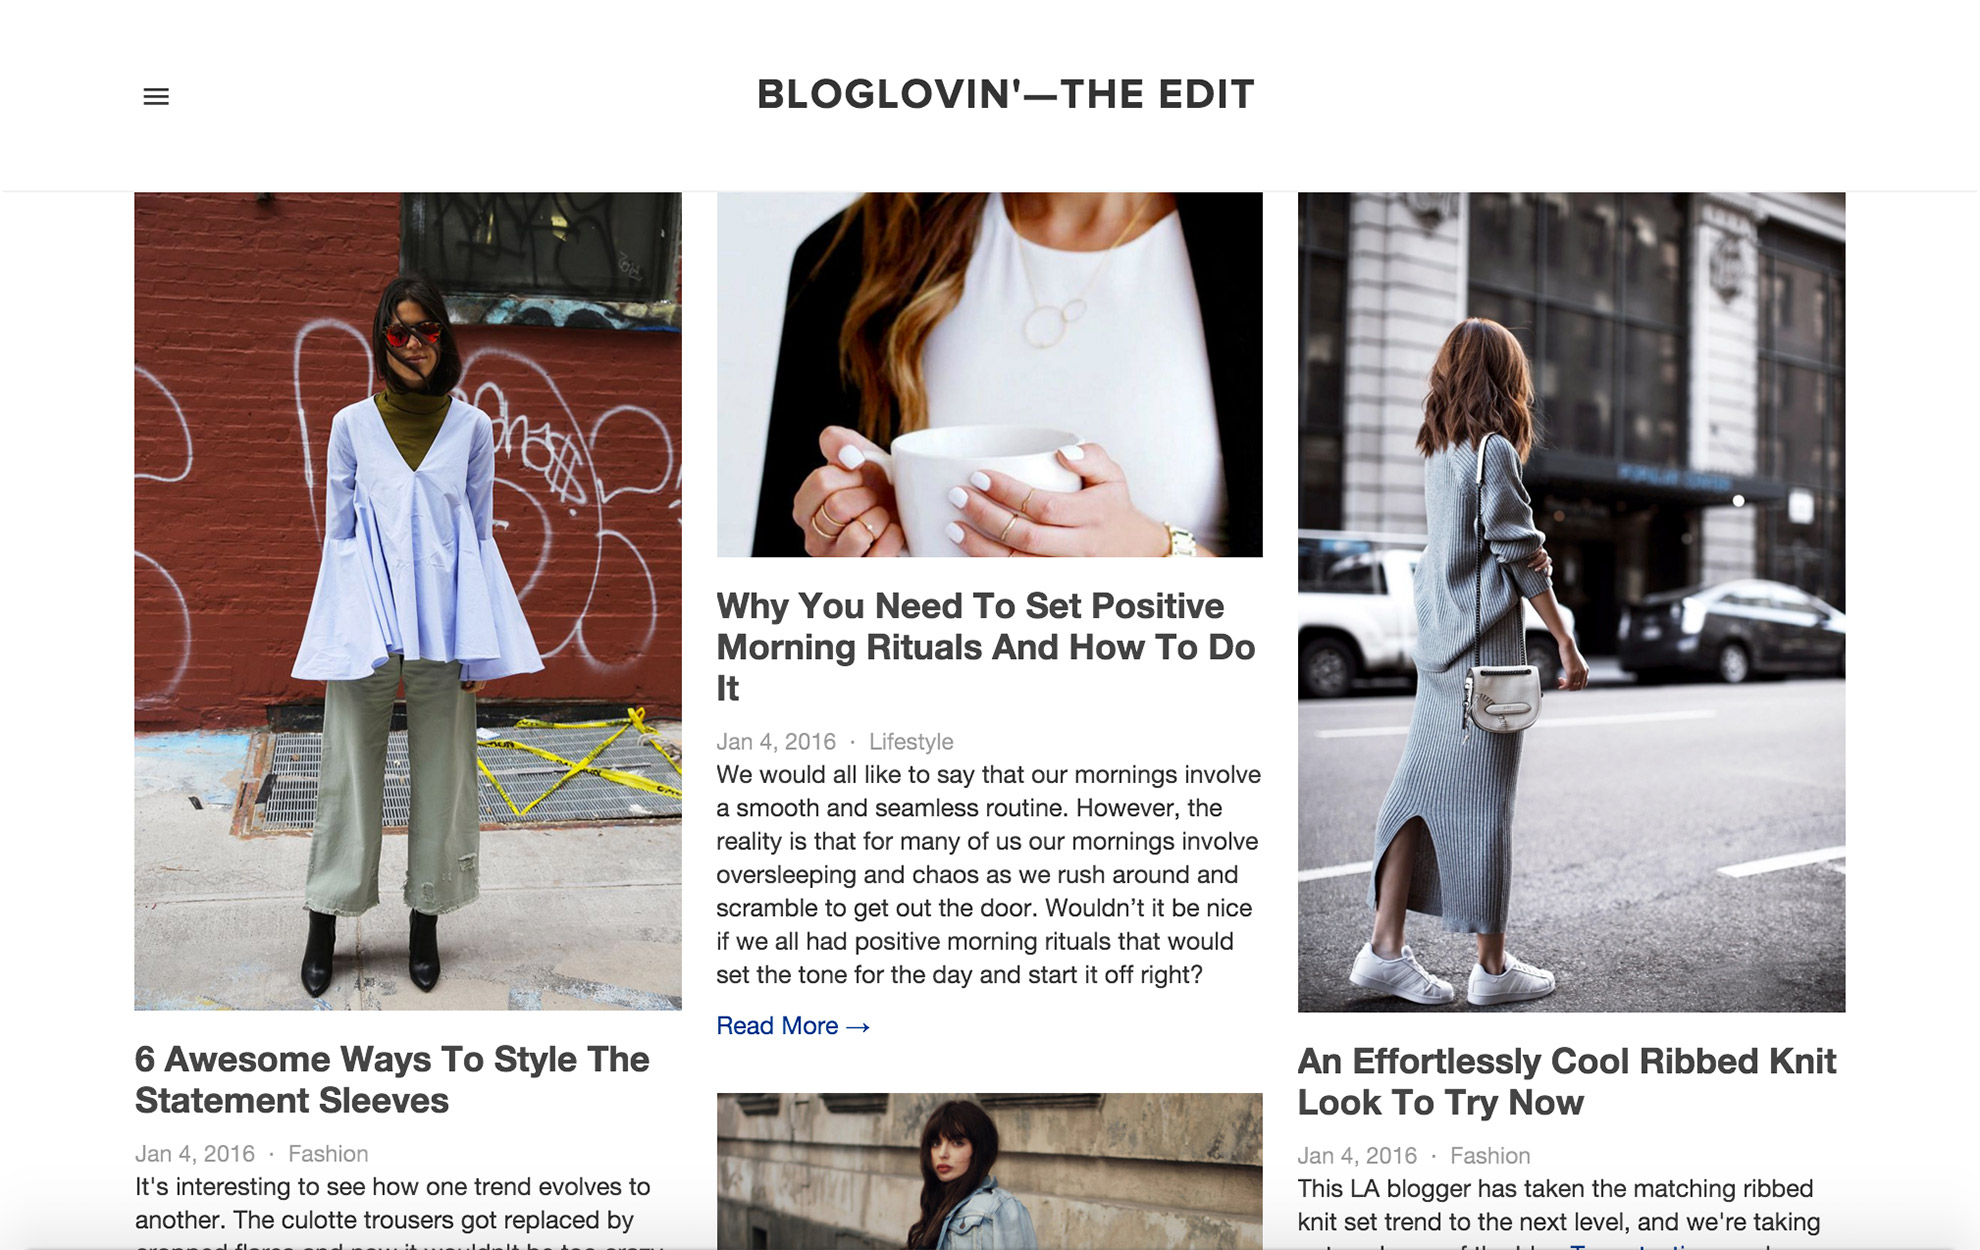 BLOGLOVIN'—THE EDIT
6 Awesome Ways To Style The
Statement Sleeves
Jan 4, 2016 · Fashion
It's interesting to see how one trend evolves to
another. The culotte trousers got replaced by
Why You Need To Set Positive
Morning Rituals And How To Do
It
Jan 4, 2016 · Lifestyle
We would all like to say that our mornings involve
a smooth and seamless routine. However, the
reality is that for many of us our mornings involve
oversleeping and chaos as we rush around and
scramble to get out the door. Wouldn’t it be nice
if we all had positive morning rituals that would
set the tone for the day and start it off right?
Read More →
An Effortlessly Cool Ribbed Knit
Look To Try Now
Jan 4, 2016 · Fashion
This LA blogger has taken the matching ribbed
knit set trend to the next level, and we're taking